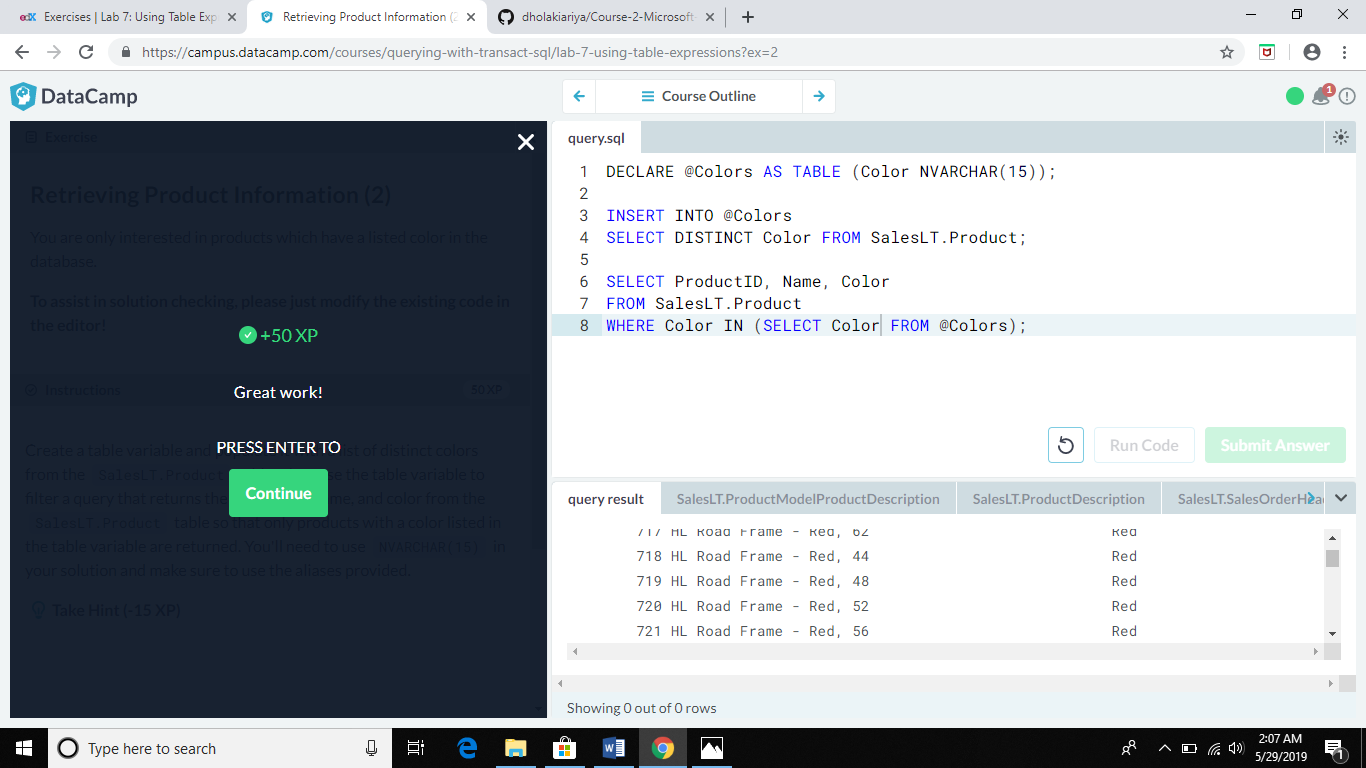 edX Exercises | Lab 7: Using Table Exp
Retrieving Product Information (2
dholakiariya/Course-2-Microsoft-
https://campus.datacamp.com/courses/querying-with-transact-sql/lab-7-using-table-expressions?ex=2
DataCamp
Course Outline
1
Exercise
Retrieving Product Information (2)
You are only interested in products which have a listed color in the
database.
To assist in solution checking, please just modify the existing code in
the editor!
+50 XP
Great work!
Instructions
50 XP
PRESS ENTER TO
Continue
Create a table variable and ist of distinct colors
from the SalesLT.Product se the table variable to
filter a query that returns the me, and color from the
SalesLT.Product table so that only products with a color listed in
the table variable are returned. You'll need to use NVARCHAR(15) in
your solution and make sure to use the aliases provided.
Take Hint (-15 XP)
query.sql
1 DECLARE @Colors AS TABLE (Color NVARCHAR(15));
2
3 INSERT INTO @Colors
4 SELECT DISTINCT Color FROM SalesLT.Product;
5
6 SELECT ProductID, Name, Color
7 FROM SalesLT.Product
8 WHERE Color IN (SELECT Color FROM @Colors);
Run Code
Submit Answer
query result
SalesLT.ProductModelProductDescription
SalesLT.ProductDescription
SalesLT.SalesOrderHea
717 HL Road Frame - Red, 62 Red
718 HL Road Frame - Red, 44 Red
719 HL Road Frame - Red, 48 Red
720 HL Road Frame - Red, 52 Red
721 HL Road Frame - Red, 56 Red
Showing 0 out of 0 rows
Type here to search
2:07 AM
5/29/2019
1